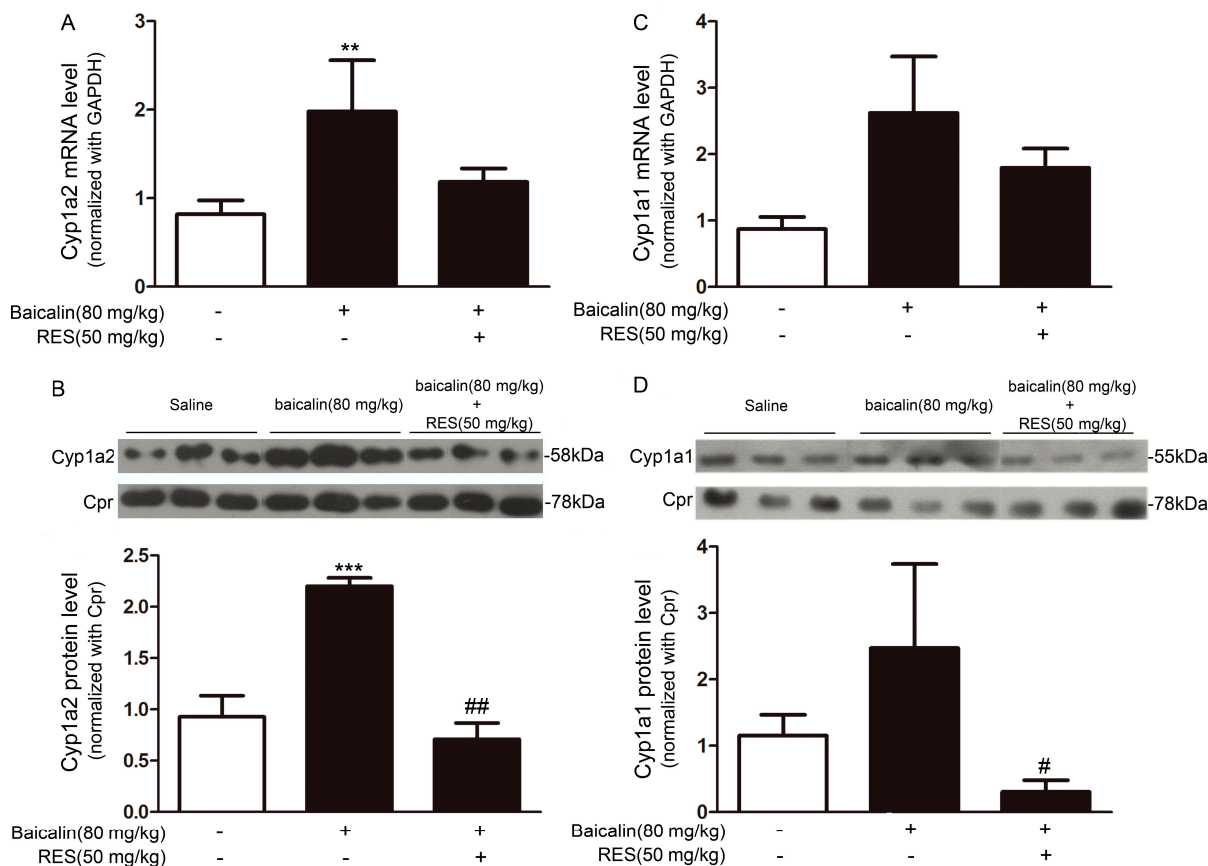 A
Cyp1a2 mRNA level
(normalized with GAPDH)
3
2
1
0
**
Baicalin(80 mg/kg) - + +
RES(50 mg/kg) - - +
C
Cyp1a1 mRNA level
(normalized with GAPDH)
4
3
2
1
0
Baicalin(80 mg/kg) - + +
RES(50 mg/kg) - - +
B
Saline
baicalin(80 mg/kg)
baicalin(80 mg/kg)
+
RES(50 mg/kg)
Cyp1a2 -58kDa
Cpr -78kDa
Cyp1a2 protein level
(normalized with Cpr)
2.5
2.0
1.5
1.0
0.5
0.0
***
##
Baicalin(80 mg/kg) - + +
RES(50 mg/kg) - - +
D
Saline
baicalin(80 mg/kg)
baicalin(80 mg/kg)
+
RES(50 mg/kg)
Cyp1a1 -55kDa
Cpr -78kDa
Cyp1a1 protein level
(normalized with Cpr)
4
3
2
1
0
#
Baicalin(80 mg/kg) - + +
RES(50 mg/kg) - - +